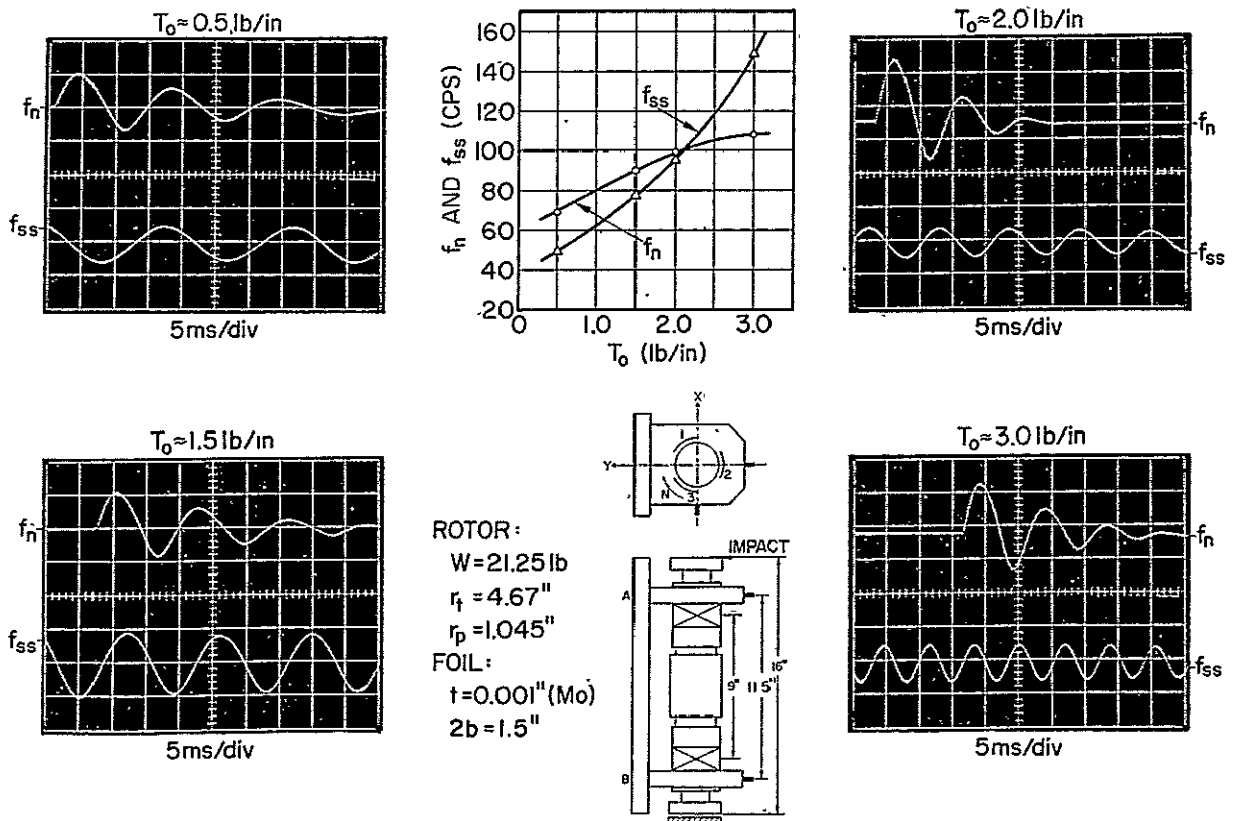 T₀≈0.5 lb/in
fₙ
fₛₛ
5ms/div
fₙ AND fₛₛ (CPS)
160
140
120
100
80
60
40
20
fₛₛ
fₙ
0 1.0 2.0 3.0
T₀ (lb/in)
T₀≈2.0 lb/in
fₙ
fₛₛ
5ms/div
T₀≈1.5 lb/in
fₙ
fₛₛ
5ms/div
X
Y
1
2
3
N
ROTOR:
W=21.25 lb
rₜ=4.67"
rₚ=1.045"
FOIL:
t=0.001" (Mo)
2b=1.5"
IMPACT
A
B
9"
11.5"
16"
T₀≈3.0 lb/in
fₙ
fₛₛ
5ms/div